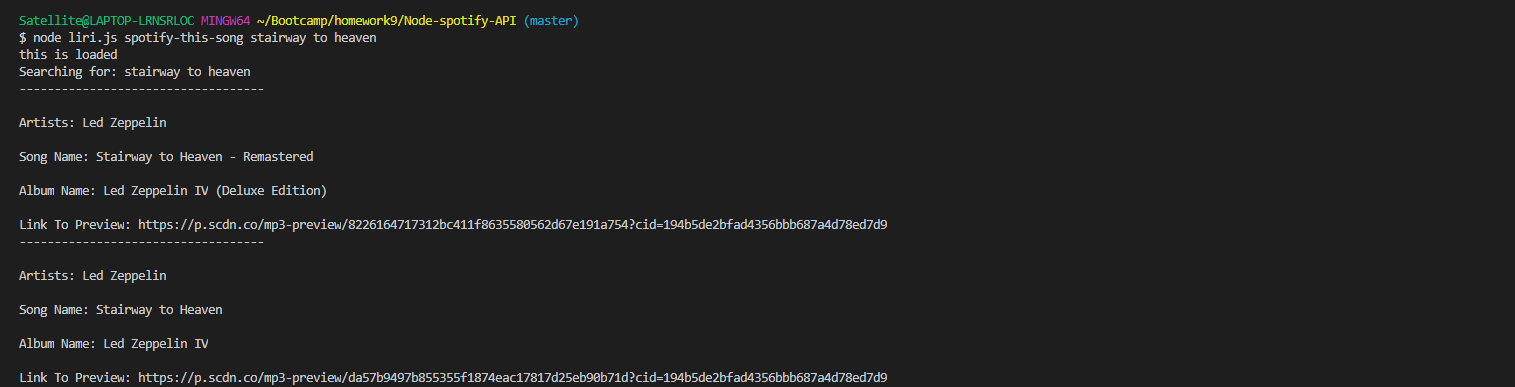 Satellite@LAPTOP-LRNSRLOC MINGW64 ~/Bootcamp/homework9/Node-spotify-API (master)
$ node liri.js spotify-this-song stairway to heaven
this is loaded
Searching for: stairway to heaven
-----------------------------------
Artists: Led Zeppelin
Song Name: Stairway to Heaven - Remastered
Album Name: Led Zeppelin IV (Deluxe Edition)
Link To Preview: https://p.scdn.co/mp3-preview/8226164717312bc411f8635580562d67e191a754?cid=194b5de2bfad4356bbb687a4d78ed7d9
-----------------------------------
Artists: Led Zeppelin
Song Name: Stairway to Heaven
Album Name: Led Zeppelin IV
Link To Preview: https://p.scdn.co/mp3-preview/da57b9497b855355f1874eac17817d25eb90b71d?cid=194b5de2bfad4356bbb687a4d78ed7d9